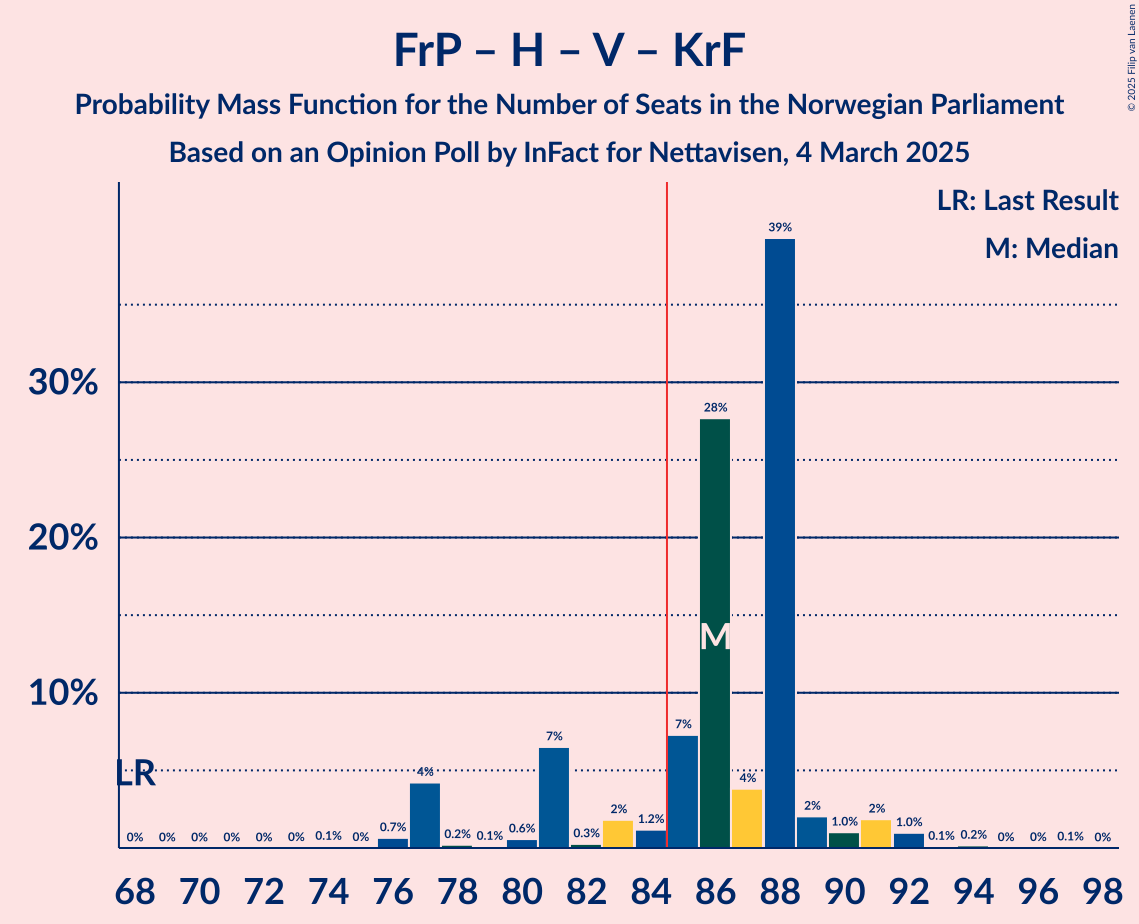 FrP – H – V – KrF
Probability Mass Function for the Number of Seats in the Norwegian Parliament
Based on an Opinion Poll by InFact for Nettavisen, 4 March 2025
© 2025 Filip van Laenen
LR: Last Result
M: Median
30%
20%
10%
LR
M
0% 0% 0% 0% 0% 0% 0.1% 0% 0.7% 4% 0.2% 0.1% 0.6% 7% 0.3% 2% 1.2% 7% 28% 4% 39% 2% 1.0% 2% 1.0% 0.1% 0.2% 0% 0% 0.1% 0%
68 70 72 74 76 78 80 82 84 86 88 90 92 94 96 98